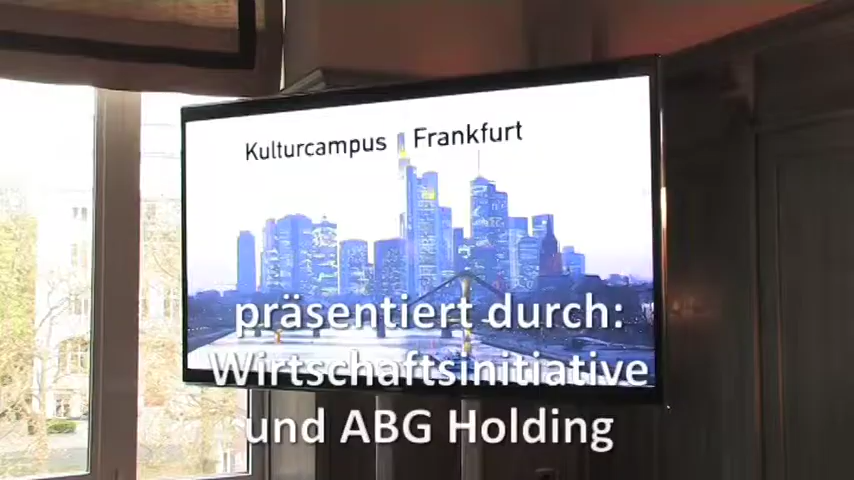 Kulturcampus Frankfurt
präsentiert durch:
Wirtschaftsinitiative
und ABG Holding